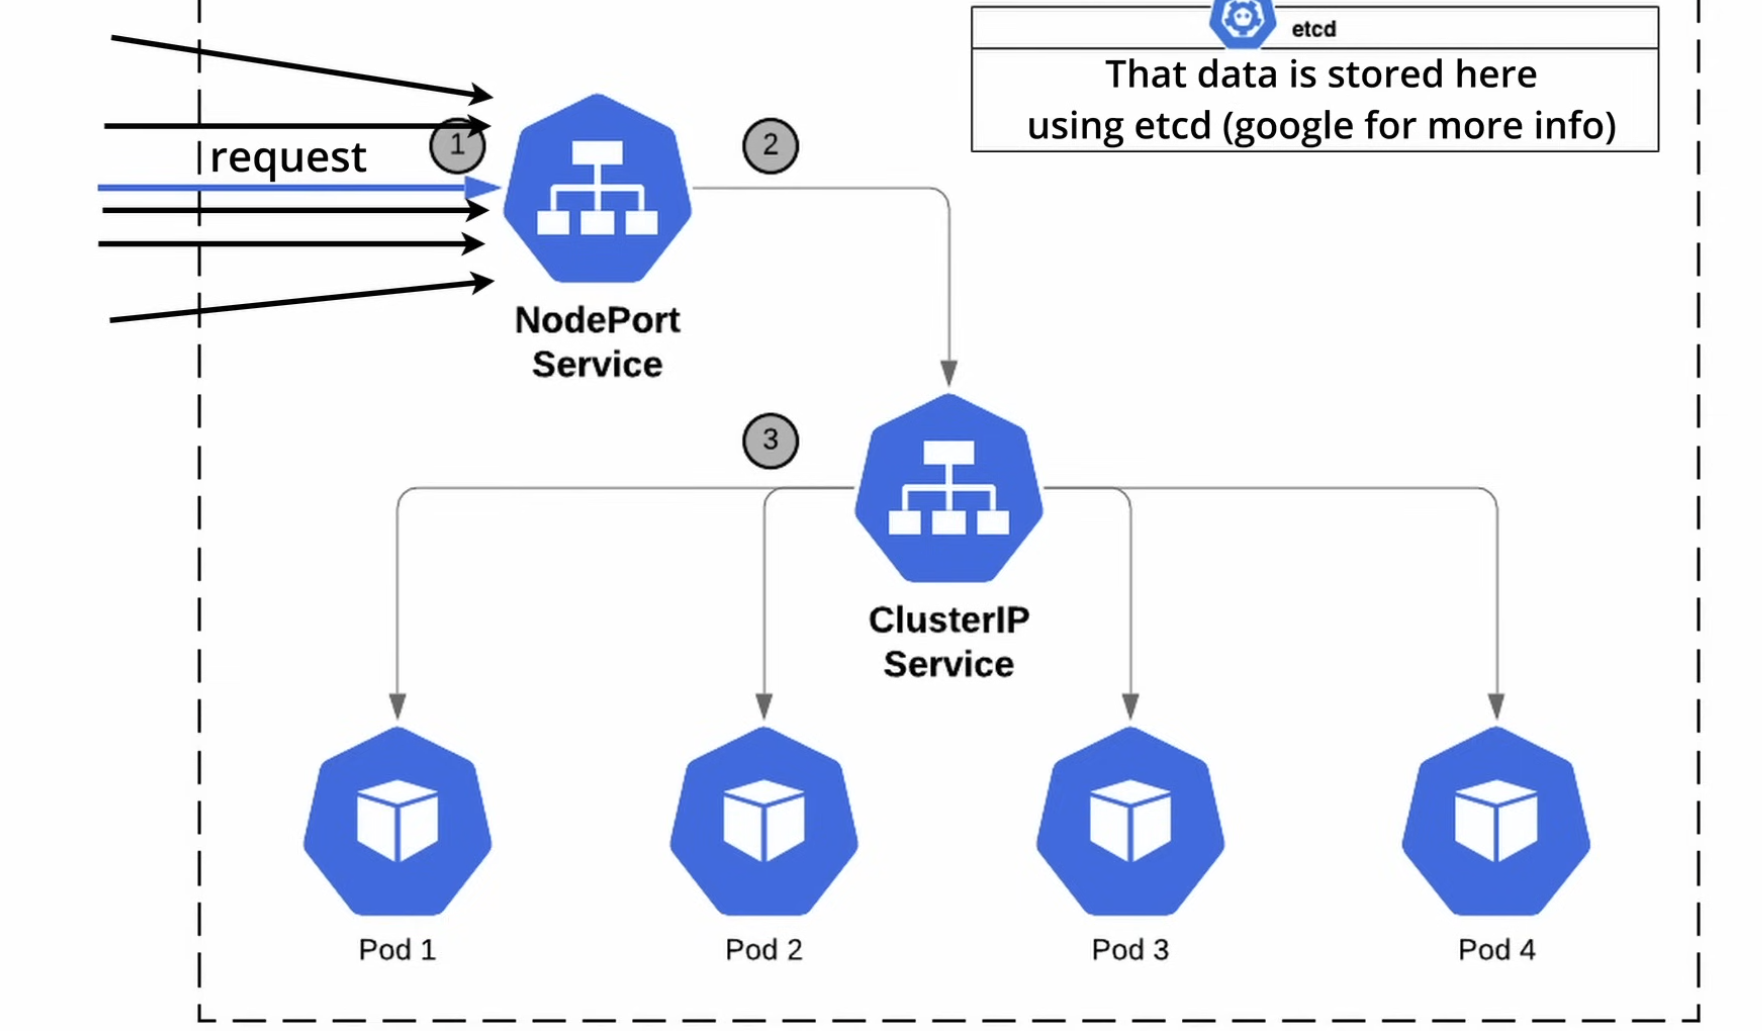 etcd
That data is stored here
using etcd (google for more info)
1
request
2
NodePort
Service
3
ClusterIP
Service
Pod 1
Pod 2
Pod 3
Pod 4